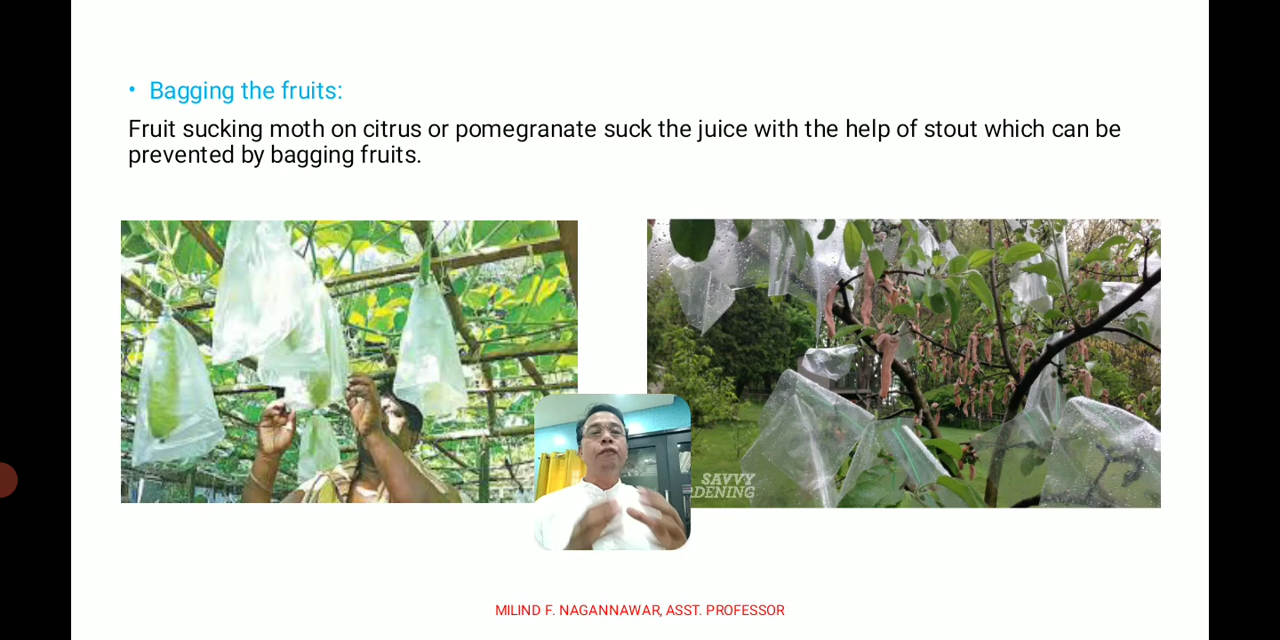 • Bagging the fruits:
Fruit sucking moth on citrus or pomegranate suck the juice with the help of stout which can be
prevented by bagging fruits.
SAVVY
DENING
MILIND F. NAGANNAWAR, ASST. PROFESSOR